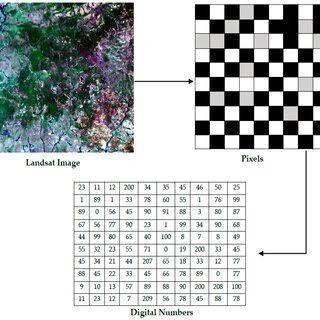 Landsat Image
Pixels
23 11 12 200 34 35 45 46 50 25
1 89 1 33 78 60 55 1 76 99
89 0 56 45 90 91 88 3 80 87
67 56 77 90 23 1 99 34 90 68
44 99 80 65 40 100 8 7 8 49
55 32 23 55 71 0 19 200 33 45
45 34 21 44 207 65 18 33 12 77
88 45 22 33 45 66 78 89 0 77
9 10 13 57 89 88 90 200 208 100
11 23 12 7 209 56 78 45 88 78
Digital Numbers